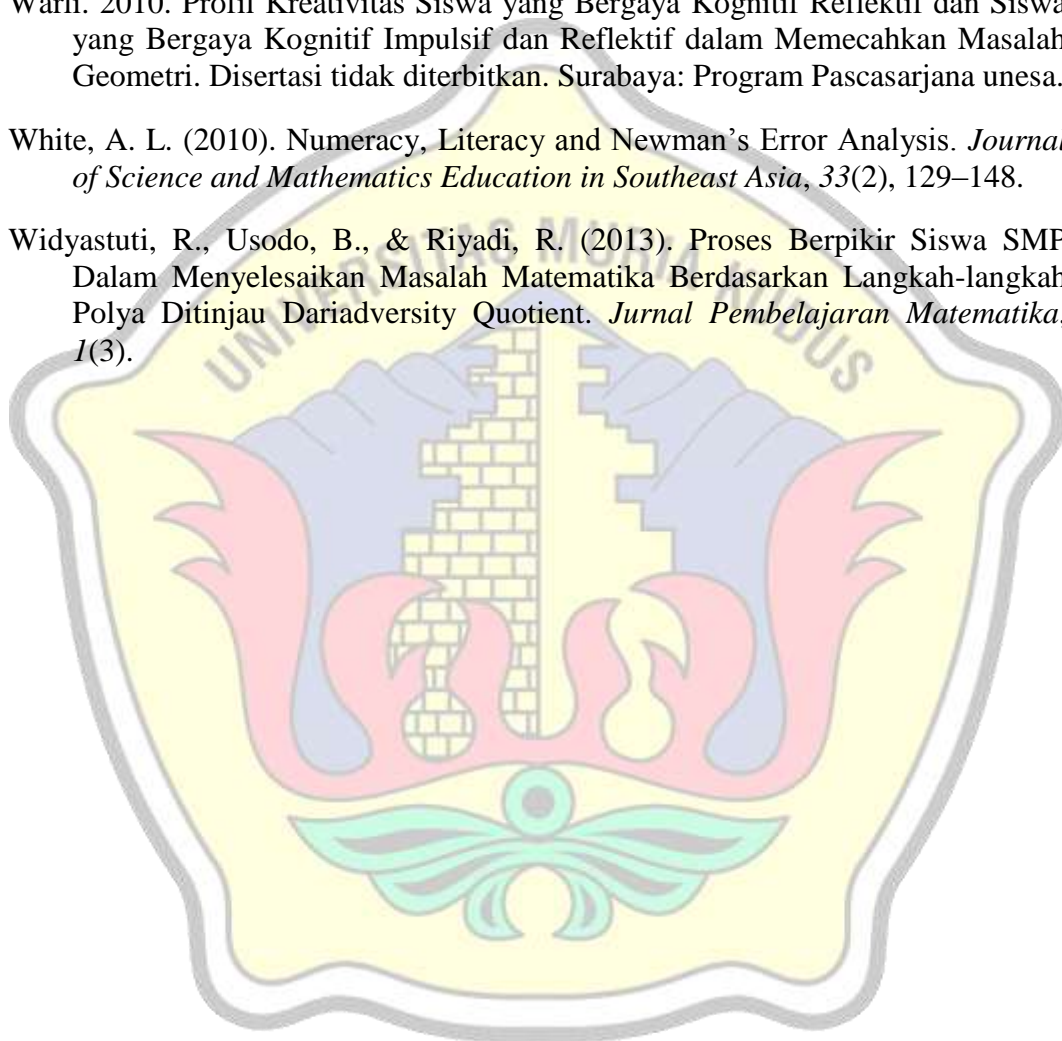 Warli. 2010. Profil Kreativitas Siswa yang Bergaya Kognitif Reflektif dan Siswa
yang Bergaya Kognitif Impulsif dan Reflektif dalam Memecahkan Masalah
Geometri. Disertasi tidak diterbitkan. Surabaya: Program Pascasarjana unesa.
White, A. L. (2010). Numeracy, Literacy and Newman’s Error Analysis. Journal
of Science and Mathematics Education in Southeast Asia, 33(2), 129–148.
Widyastuti, R., Usodo, B., & Riyadi, R. (2013). Proses Berpikir Siswa SMP
Dalam Menyelesaikan Masalah Matematika Berdasarkan Langkah-langkah
Polya Ditinjau Dariadversity Quotient. Jurnal Pembelajaran Matematika,
1(3).
UNIVERSITAS MURIA KUDUS